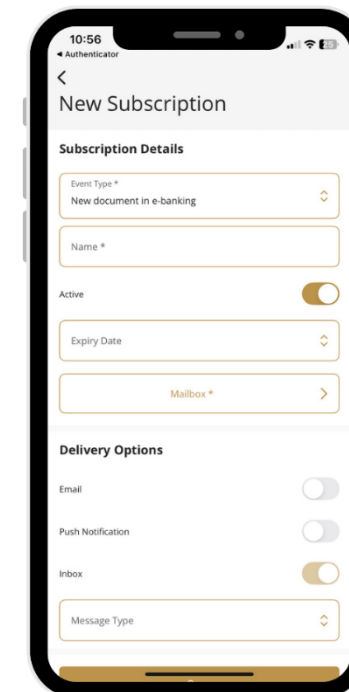 10:56
25
◂ Authenticator
New Subscription
Subscription Details
Event Type *
New document in e-banking
Name *
Active
Expiry Date
Mailbox *
Delivery Options
Email
Push Notification
Inbox
Message Type